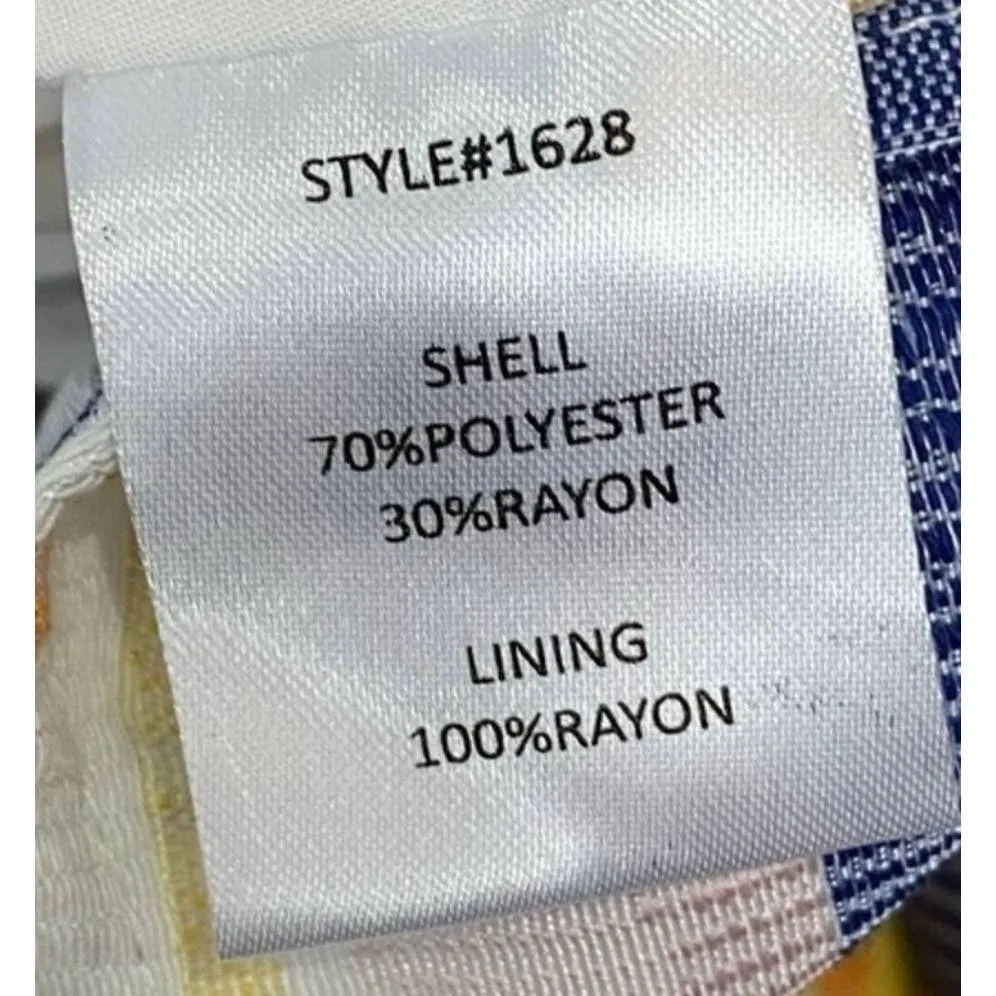 STYLE#1628
SHELL
70%POLYESTER
30%RAYON
LINING
100%RAYON